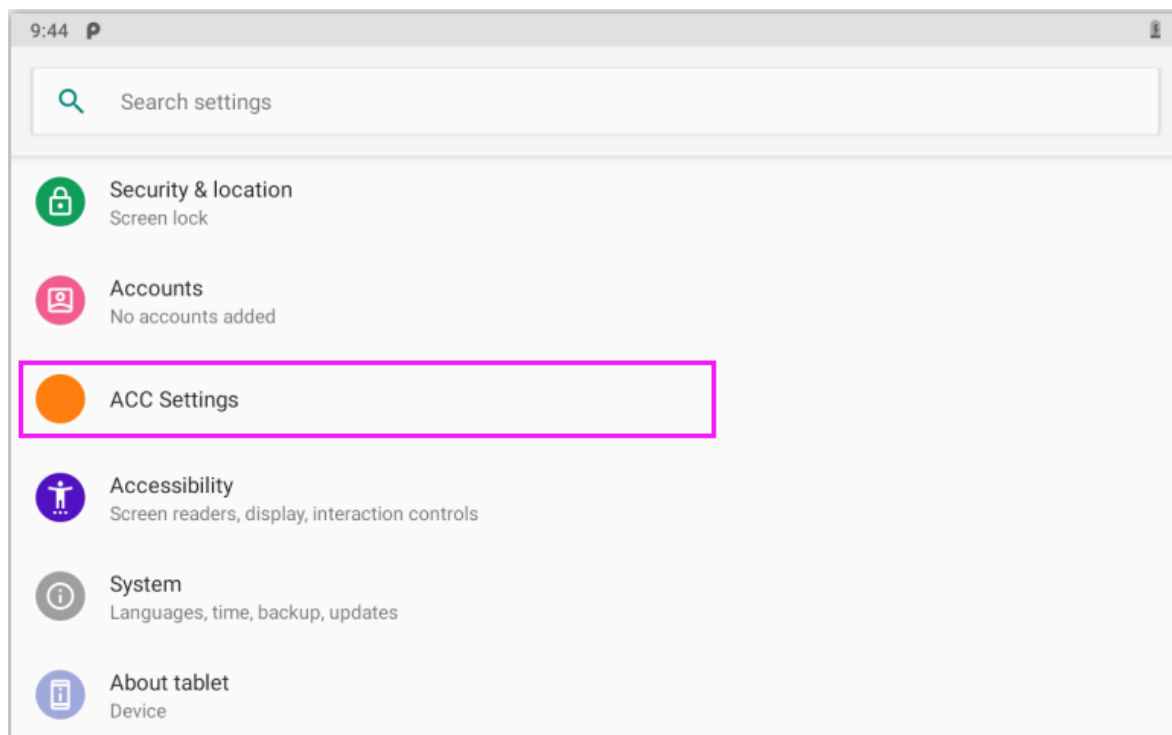 9:44
Search settings
Security & location
Screen lock
Accounts
No accounts added
ACC Settings
Accessibility
Screen readers, display, interaction controls
System
Languages, time, backup, updates
About tablet
Device